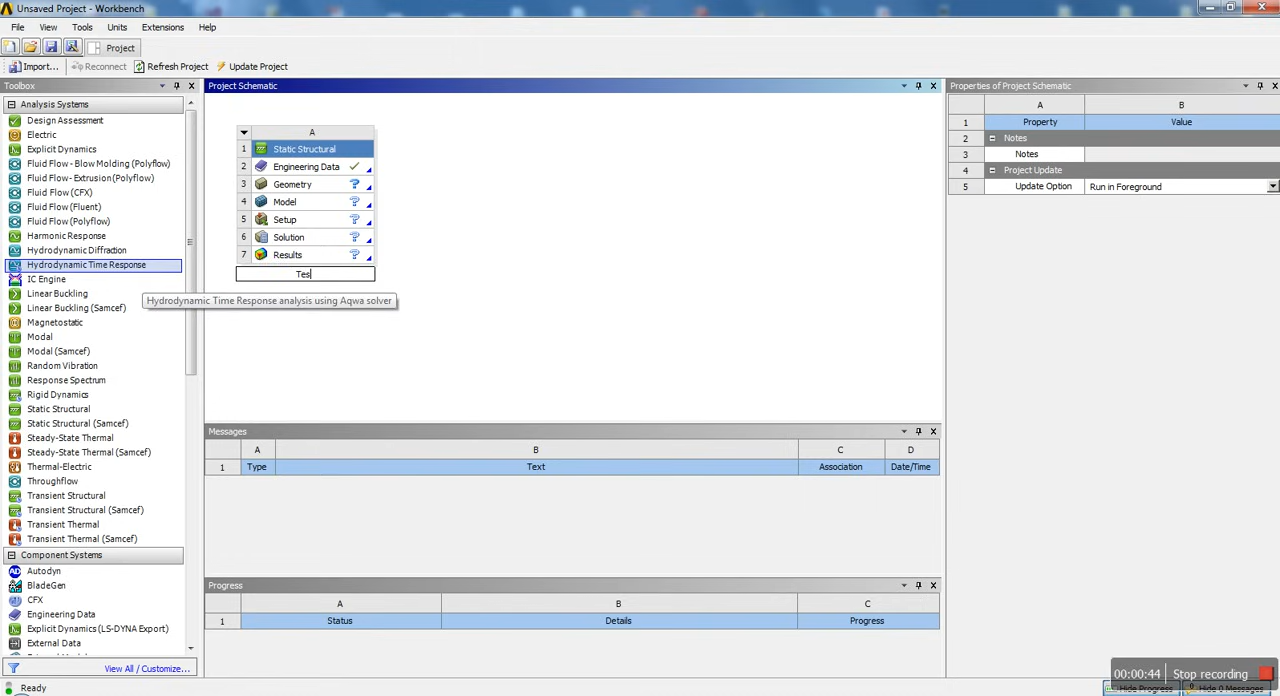 Unsaved Project - Workbench
File View Tools Units Extensions Help
Project
Import... Reconnect Refresh Project Update Project
Toolbox
Analysis Systems
Design Assessment
Electric
Explicit Dynamics
Fluid Flow - Blow Molding (Polyflow)
Fluid Flow - Extrusion (Polyflow)
Fluid Flow (CFX)
Fluid Flow (Fluent)
Fluid Flow (Polyflow)
Harmonic Response
Hydrodynamic Diffraction
Hydrodynamic Time Response
IC Engine
Linear Buckling
Linear Buckling (Samcef)
Magnetostatic
Modal
Modal (Samcef)
Random Vibration
Response Spectrum
Rigid Dynamics
Static Structural
Static Structural (Samcef)
Steady-State Thermal
Steady-State Thermal (Samcef)
Thermal-Electric
Throughflow
Transient Structural
Transient Structural (Samcef)
Transient Thermal
Transient Thermal (Samcef)
Component Systems
Autodyn
BladeGen
CFX
Engineering Data
Explicit Dynamics (LS-DYNA Export)
External Data
View All / Customize...
Project Schematic
A
1 Static Structural
2 Engineering Data
3 Geometry ?
4 Model ?
5 Setup ?
6 Solution ?
7 Results ?
Tes
Hydrodynamic Time Response analysis using Aqwa solver
Messages
A B C D
1 Type Text Association Date/Time
Progress
A B C
1 Status Details Progress
Properties of Project Schematic
A B
1 Property Value
2 Notes
3 Notes
4 Project Update
5 Update Option Run in Foreground
00:00:44 Stop recording
Ready
Hide Progress Hide 0 Messages